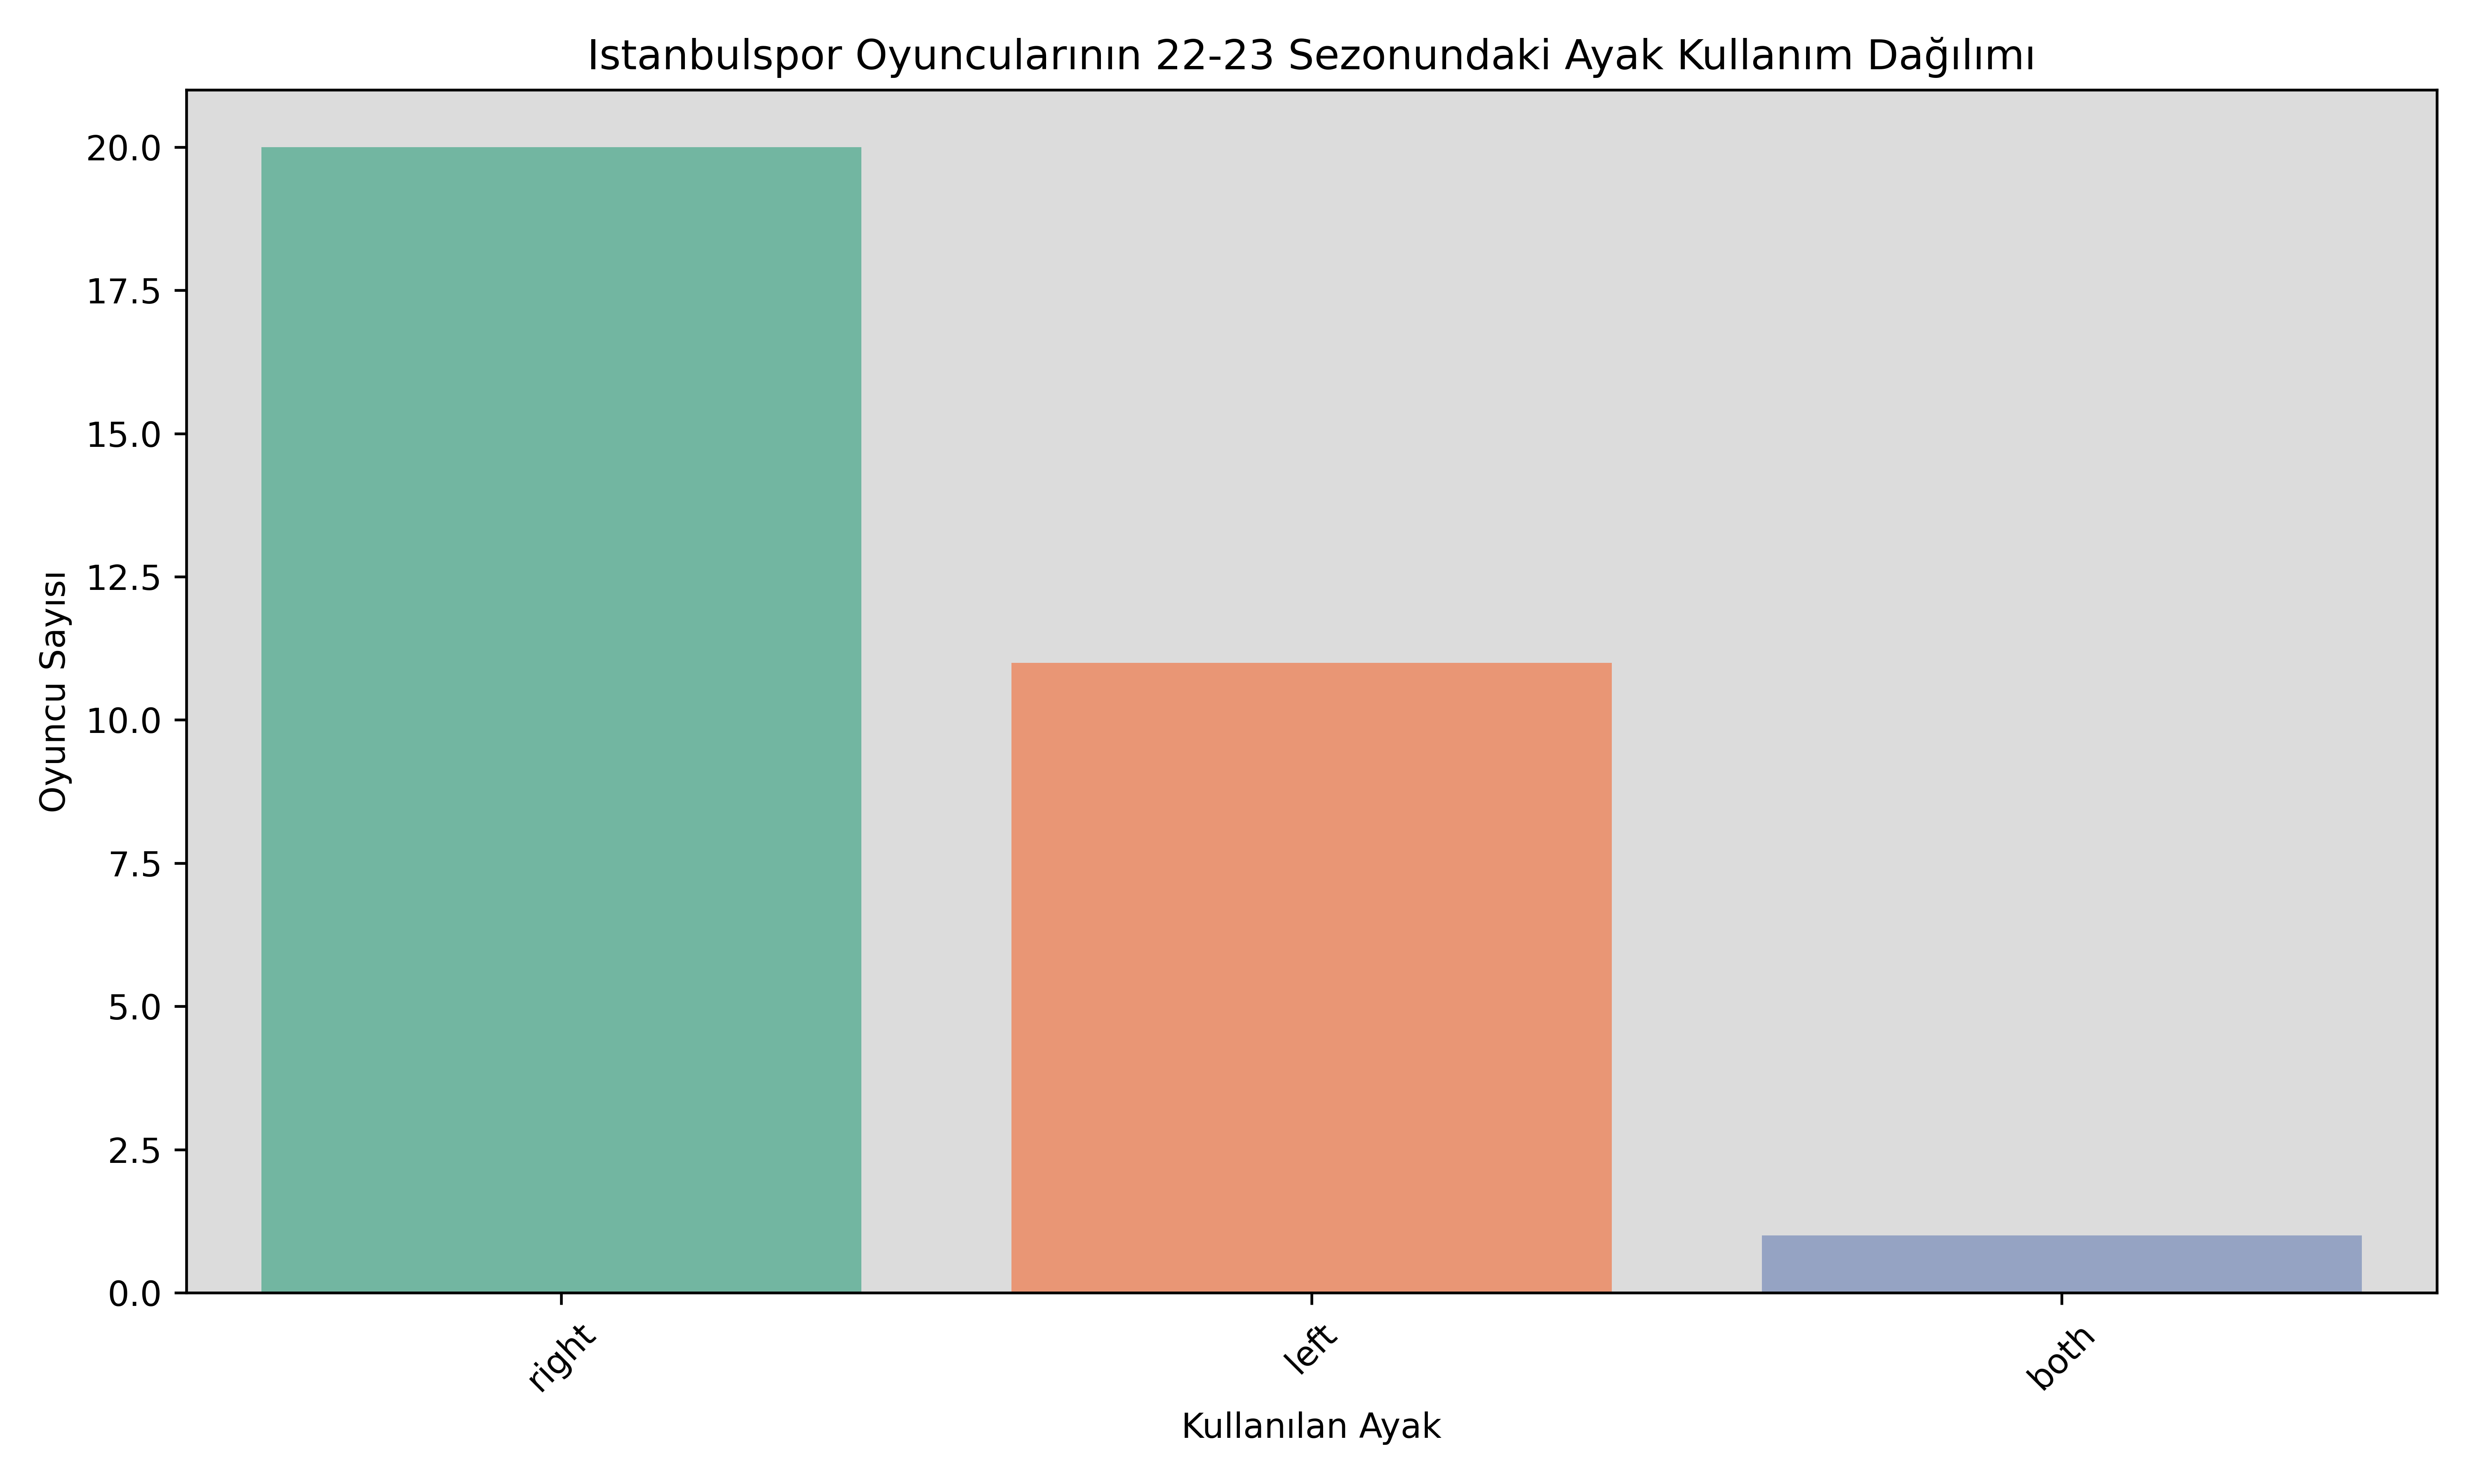 Istanbulspor Oyuncularının 22-23 Sezonundaki Ayak Kullanım Dağılımı
Oyuncu Sayısı
20.0
17.5
15.0
12.5
10.0
7.5
5.0
2.5
0.0
right
left
both
Kullanılan Ayak